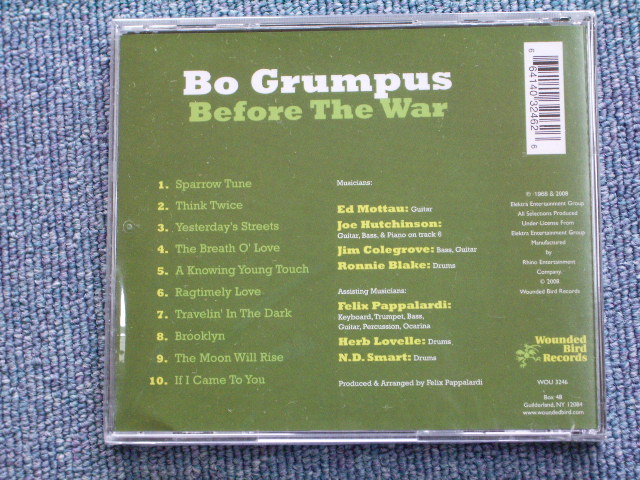 Bo Grumpus
Before The War
6 64140 32462 6
1. Sparrow Tune
2. Think Twice
3. Yesterday's Streets
4. The Breath O' Love
5. A Knowing Young Touch
6. Ragtimely Love
7. Travelin' In The Dark
8. Brooklyn
9. The Moon Will Rise
10. If I Came To You
Musicians:
Ed Mottau: Guitar
Joe Hutchinson:
Guitar, Bass, & Piano on track 6
Jim Colegrove: Bass, Guitar
Ronnie Blake: Drums
Assisting Musicians:
Felix Pappalardi:
Keyboard, Trumpet, Bass,
Guitar, Percussion, Ocarina
Herb Lovelle: Drums
N.D. Smart: Drums
Produced & Arranged by Felix Pappalardi
℗ 1968 & 2008
Elektra Entertainment Group
All Selections Produced
Under License From
Elektra Entertainment Group
Manufactured
by
Rhino Entertainment
Company.
© 2008
Wounded Bird Records
Wounded
Bird
Records
WOU 3246
Box 48
Guilderland, NY 12084
www.woundedbird.com